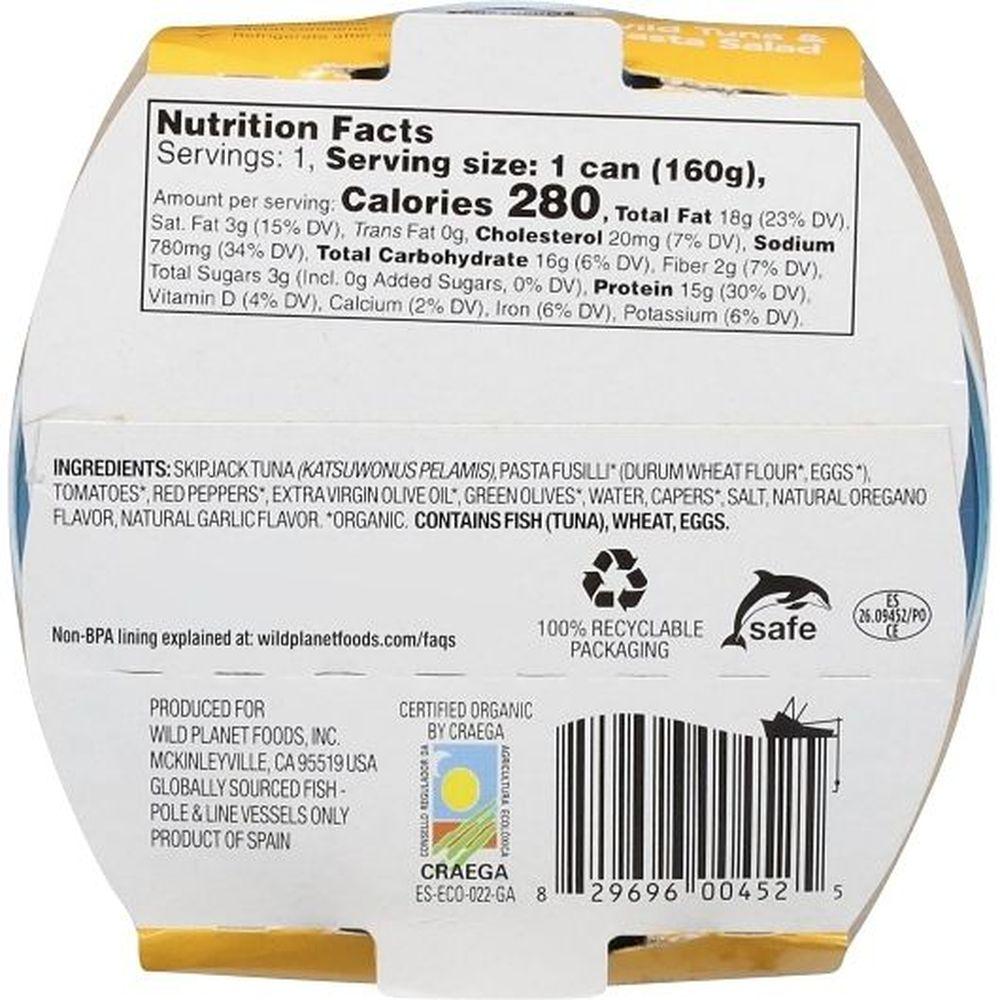 Wild Tuna &
Pasta Salad
Refrigerate after
Nutrition Facts
Servings: 1, Serving size: 1 can (160g),
Amount per serving: Calories 280, Total Fat 18g (23% DV),
Sat. Fat 3g (15% DV), Trans Fat 0g, Cholesterol 20mg (7% DV), Sodium
780mg (34% DV), Total Carbohydrate 16g (6% DV), Fiber 2g (7% DV),
Total Sugars 3g (Incl. 0g Added Sugars, 0% DV), Protein 15g (30% DV),
Vitamin D (4% DV), Calcium (2% DV), Iron (6% DV), Potassium (6% DV).
INGREDIENTS: SKIPJACK TUNA (KATSUWONUS PELAMIS), PASTA FUSILLI* (DURUM WHEAT FLOUR*, EGGS*),
TOMATOES*, RED PEPPERS*, EXTRA VIRGIN OLIVE OIL*, GREEN OLIVES*, WATER, CAPERS*, SALT, NATURAL OREGANO
FLAVOR, NATURAL GARLIC FLAVOR. *ORGANIC. CONTAINS FISH (TUNA), WHEAT, EGGS.
Non-BPA lining explained at: wildplanetfoods.com/faqs
100% RECYCLABLE
PACKAGING
safe
ES
26.09452/PO
CE
PRODUCED FOR
WILD PLANET FOODS, INC.
MCKINLEYVILLE, CA 95519 USA
GLOBALLY SOURCED FISH -
POLE & LINE VESSELS ONLY
PRODUCT OF SPAIN
CERTIFIED ORGANIC
BY CRAEGA
CONSELLO REGULADOR DA
AGRICULTURA ECOLOXICA
CRAEGA
ES-ECO-022-GA
8 29696 00452 5